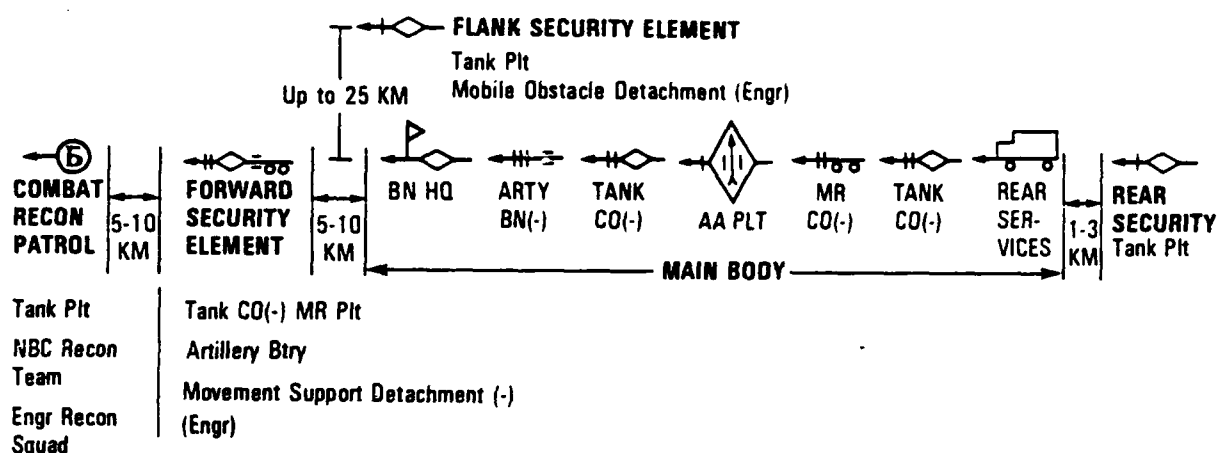 FLANK SECURITY ELEMENT
Tank Plt
Mobile Obstacle Detachment (Engr)
Up to 25 KM
Б
COMBAT
RECON
PATROL
5-10
KM
FORWARD
SECURITY
ELEMENT
5-10
KM
BN HQ
ARTY
BN(-)
TANK
CO(-)
AA PLT
MR
CO(-)
TANK
CO(-)
REAR
SER-
VICES
1-3
KM
REAR
SECURITY
Tank Plt
MAIN BODY
Tank Plt
NBC Recon
Team
Engr Recon
Squad
Tank CO(-) MR Plt
Artillery Btry
Movement Support Detachment (-)
(Engr)